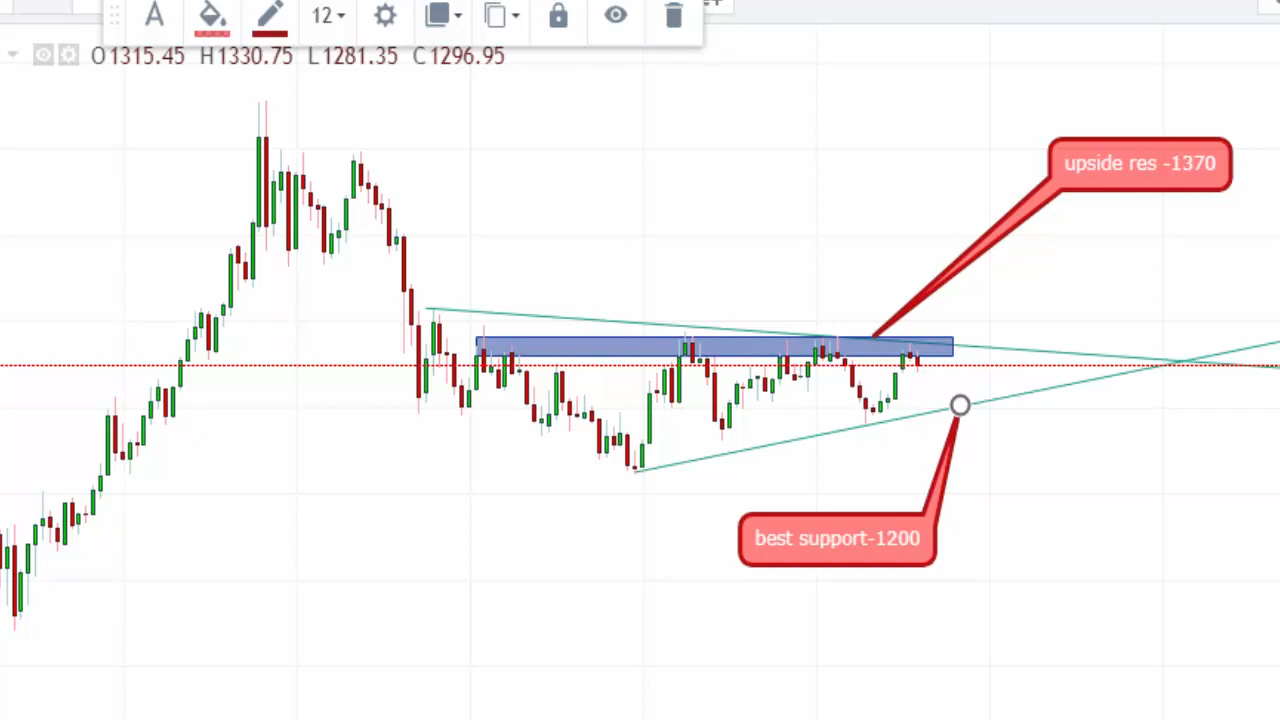 A
12
O1315.45 H1330.75 L1281.35 C1296.95
upside res -1370
best support-1200